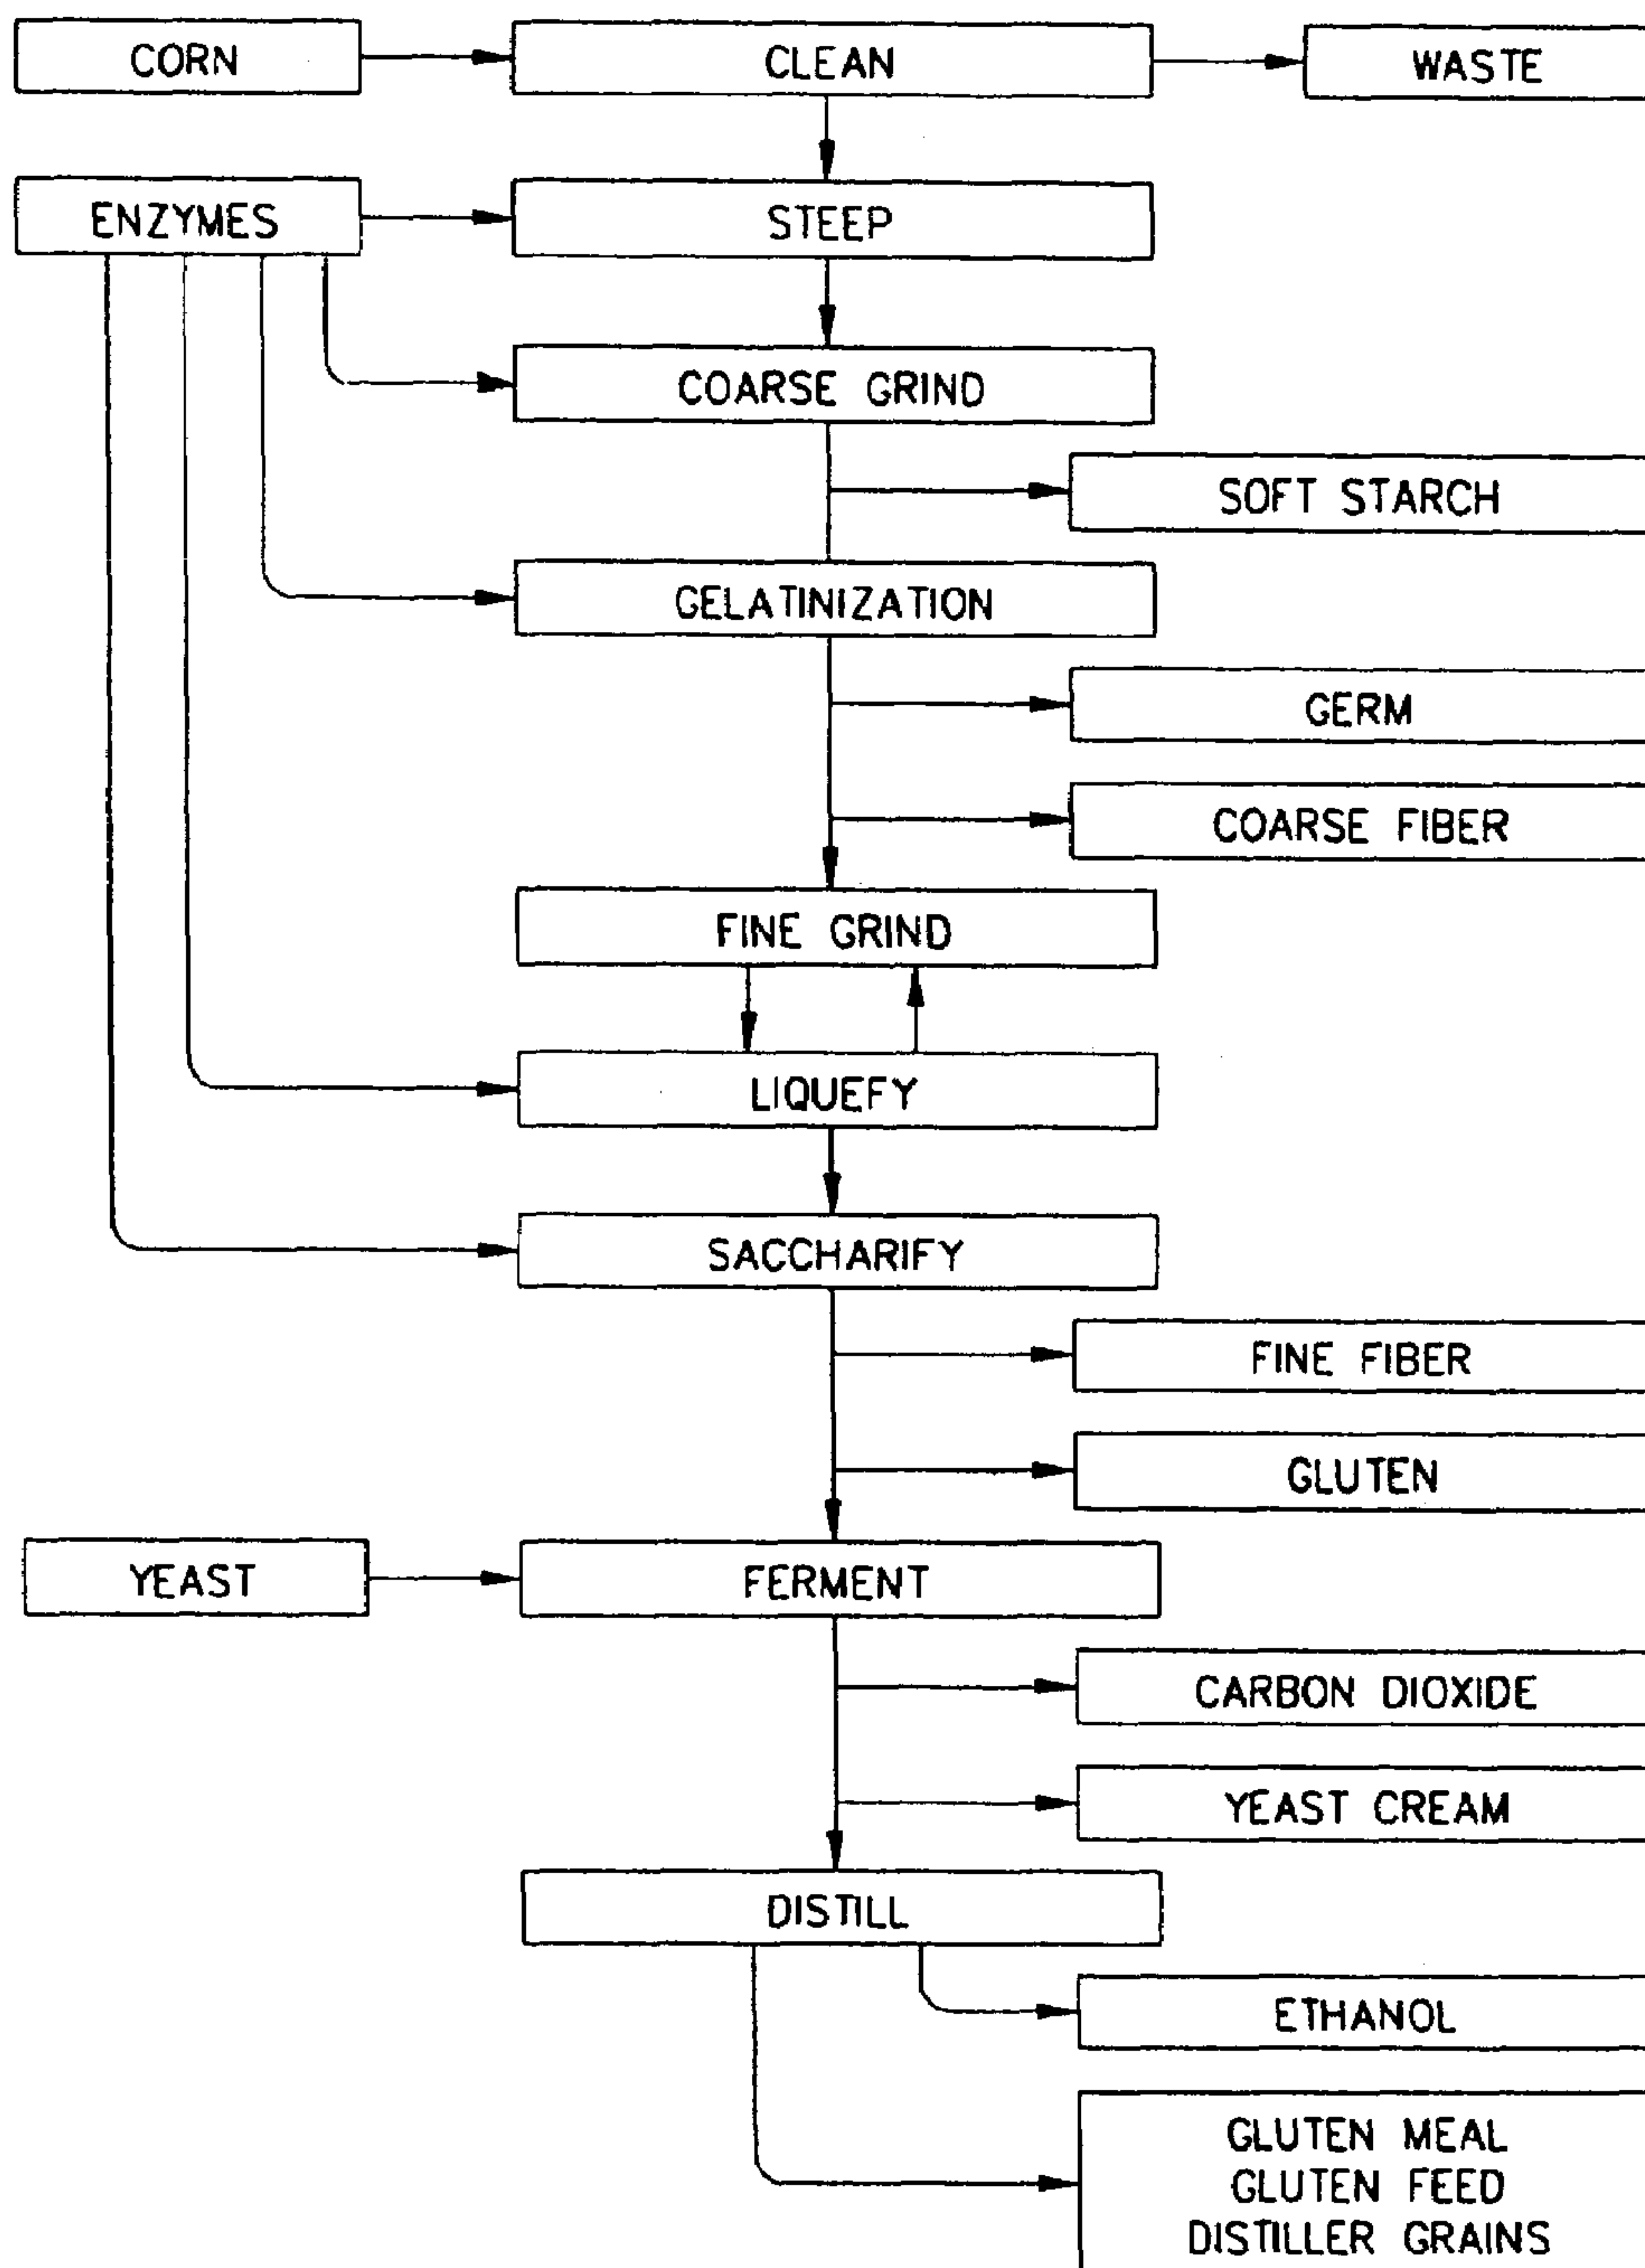 CORN
CLEAN
WASTE
ENZYMES
STEEP
COARSE GRIND
SOFT STARCH
GELATINIZATION
GERM
COARSE FIBER
FINE GRIND
LIQUEFY
SACCHARIFY
FINE FIBER
GLUTEN
YEAST
FERMENT
CARBON DIOXIDE
YEAST CREAM
DISTILL
ETHANOL
GLUTEN MEAL
GLUTEN FEED
DISTILLER GRAINS